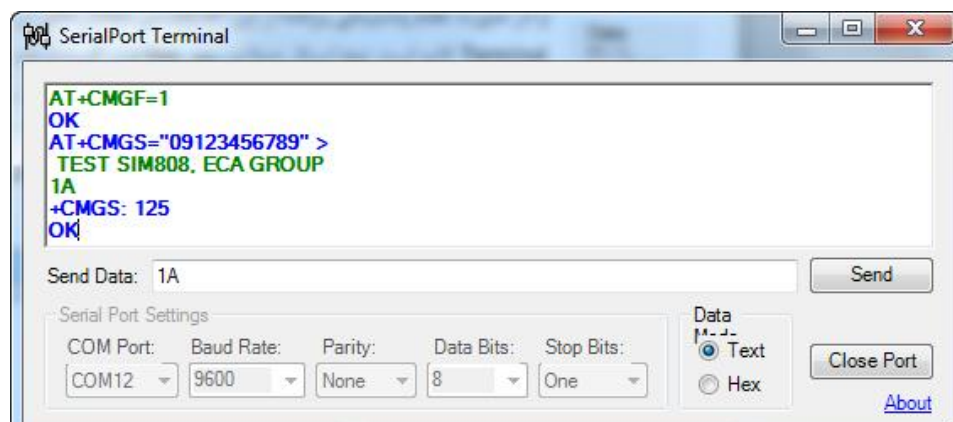 SerialPort Terminal
AT+CMGF=1
OK
AT+CMGS="09123456789" >
TEST SIM808, ECA GROUP
1A
+CMGS: 125
OK
Send Data: 1A Send
Serial Port Settings Data
COM Port: Baud Rate: Parity: Data Bits: Stop Bits: Text
COM12 9600 None 8 One Hex
Close Port
About